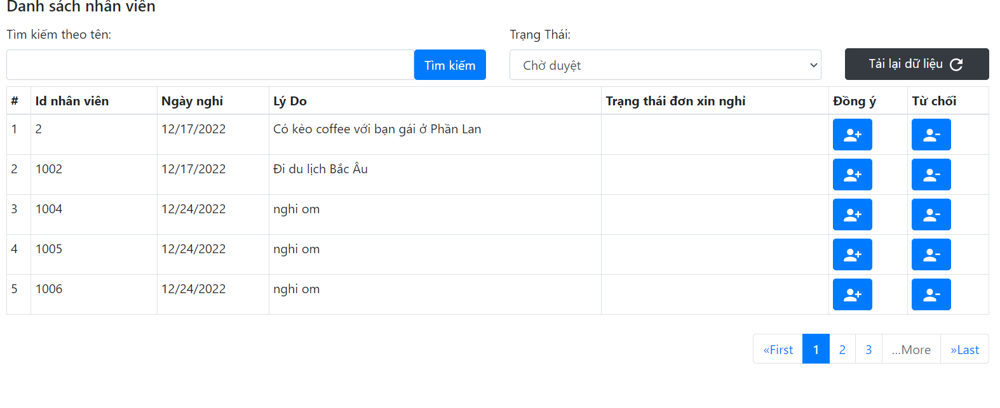 Danh sách nhân viên
Tìm kiếm theo tên:
Trạng Thái:
Tìm kiếm
Chờ duyệt
Tải lại dữ liệu
# Id nhân viên Ngày nghỉ Lý Do Trạng thái đơn xin nghỉ Đồng ý Từ chối
1 2 12/17/2022 Có kèo coffee với bạn gái ở Phần Lan
2 1002 12/17/2022 Đi du lịch Bắc Âu
3 1004 12/24/2022 nghi om
4 1005 12/24/2022 nghi om
5 1006 12/24/2022 nghi om
«First 1 2 3 ...More »Last